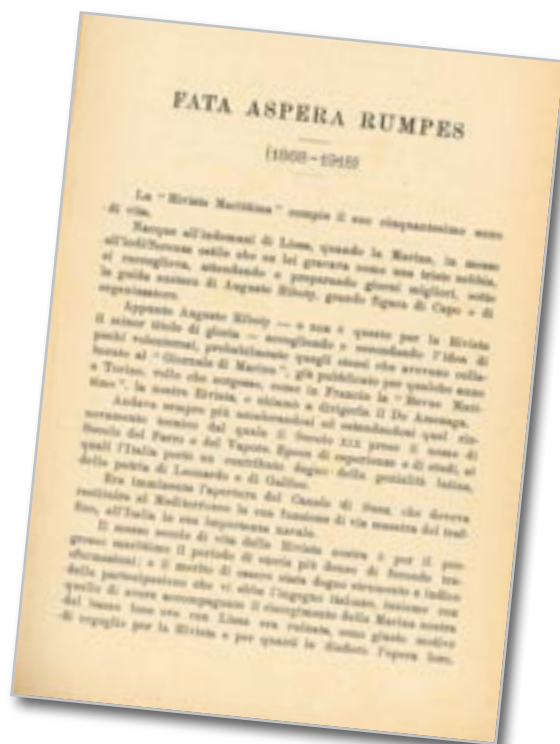 FATA ASPERA RUMPES
(1868-1918)
La "Rivista Marittima" compie il suo cinquantesimo anno
di vita.
Nacque all'indomani di Lissa, quando la Marina, in mezzo
all'indifferenza ostile che su lei gravava come una triste nebbia,
si raccoglieva, attendendo e preparando giorni migliori, sotto
la guida austera di Augusto Riboty, grande figura di Capo e di
organizzatore.
Appunto Augusto Riboty — e non è questo per la Rivista
il minor titolo di gloria — accogliendo e secondando l'idea di
pochi volenterosi, probabilmente quegli stessi che avevano colla-
borato al "Giornale di Marina", già pubblicato per qualche anno
a Torino, volle che sorgesse, come in Francia la "Revue Mari-
time", la nostra Rivista, e chiamò a dirigerla il De Amezaga.
Andava sempre più accelerandosi ed estendendosi quel rin-
novamento tecnico dal quale il Secolo XIX prese il nome di
Secolo del Ferro e del Vapore. Epoca di esperienze e di studi, ai
quali l'Italia portò un contributo degno della genialità latina,
della patria di Leonardo e di Galileo.
Era imminente l'apertura del Canale di Suez, che doveva
restituire al Mediterraneo la sua funzione di via maestra del traf-
fico, all'Italia la sua importanza navale.
Il mezzo secolo di vita della Rivista nostra è per il pro-
gresso marittimo il periodo di storia più denso di feconde tra-
sformazioni; e il merito di essere stata degno strumento e indice
della partecipazione che vi ebbe l'ingegno italiano, insieme con
quello di avere accompagnato il risorgimento della Marina nostra
dal basso ove con Lissa era ruinata, sono giusto motivo
di orgoglio per la Rivista e per quanti le diedero l'opera loro.